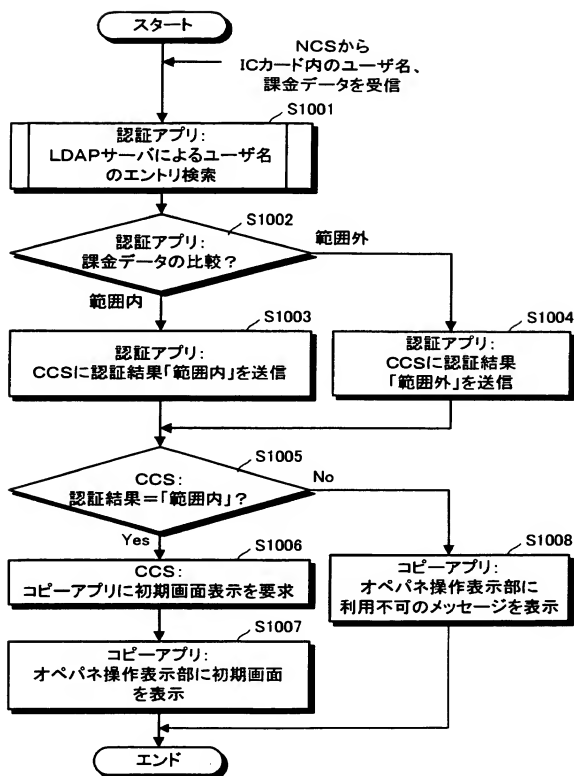 スタート
NCSから
ICカード内のユーザ名、
課金データを受信
S1001
認証アプリ:
LDAPサーバによるユーザ名
のエントリ検索
S1002
認証アプリ:
課金データの比較?
範囲外
範囲内
S1003
認証アプリ:
CCSに認証結果「範囲内」を送信
S1004
認証アプリ:
CCSに認証結果
「範囲外」を送信
S1005
CCS:
認証結果=「範囲内」?
No
Yes
S1006
CCS:
コピーアプリに初期画面表示を要求
S1008
コピーアプリ:
オペパネ操作表示部に
利用不可のメッセージを表示
S1007
コピーアプリ:
オペパネ操作表示部に初期画面
を表示
エンド